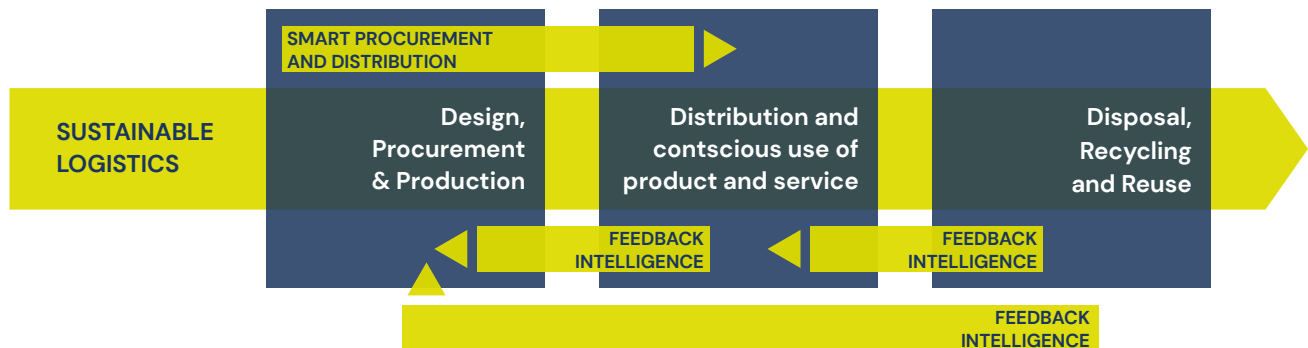 SMART PROCUREMENT
AND DISTRIBUTION
SUSTAINABLE
LOGISTICS
Design,
Procurement
& Production
Distribution and
contscious use of
product and service
Disposal,
Recycling
and Reuse
FEEDBACK
INTELLIGENCE
FEEDBACK
INTELLIGENCE
FEEDBACK
INTELLIGENCE